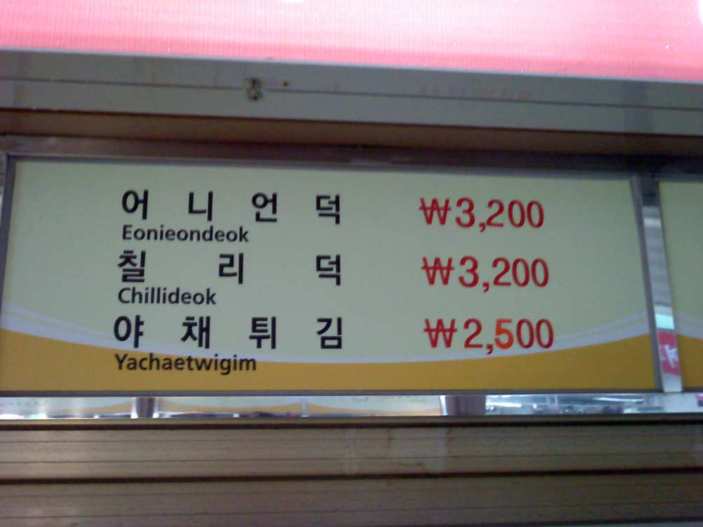 어니언덕 ₩3,200
Eonieondeok
칠리덕 ₩3,200
Chillideok
야채튀김 ₩2,500
Yachaetwigim